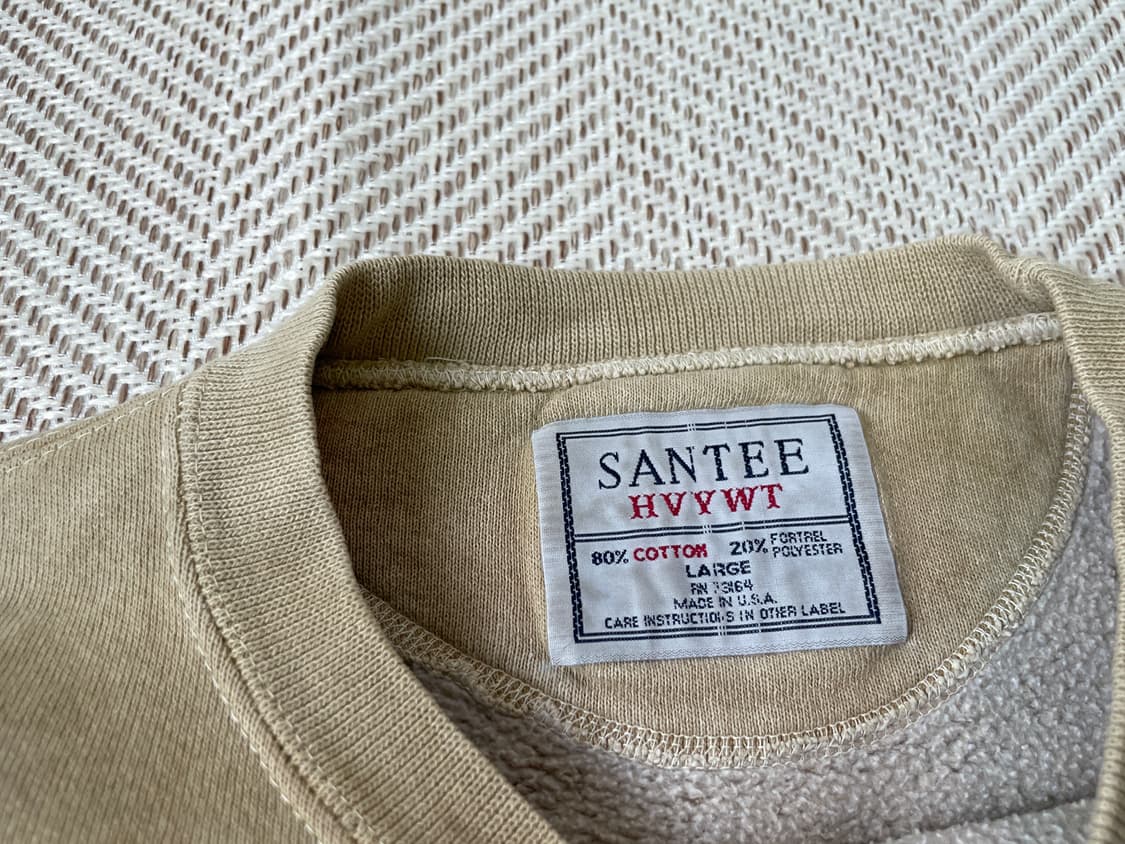 SANTEE
HVYWT
80% COTTON 20% FORTREL POLYESTER
LARGE
RN 73164
MADE IN U.S.A.
CARE INSTRUCTIONS IN OTHER LABEL